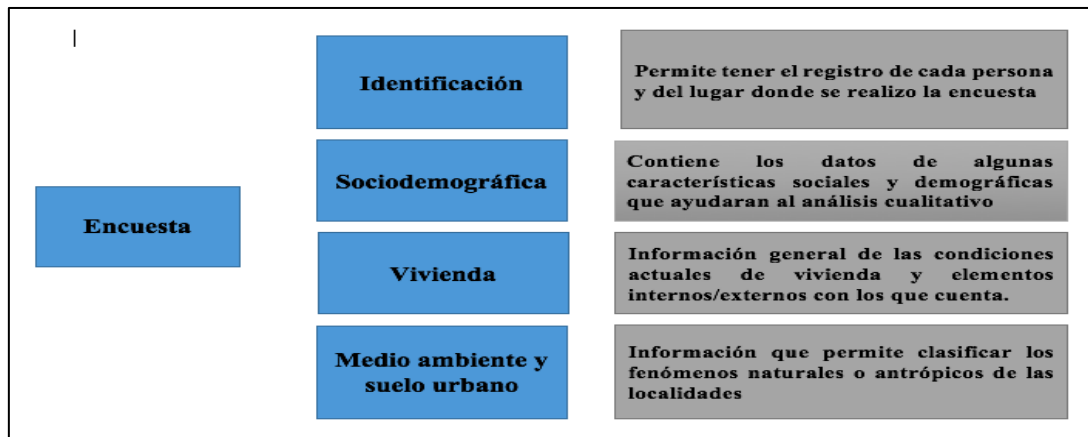 Identificación
Permite tener el registro de cada persona
y del lugar donde se realizo la encuesta
Sociodemográfica
Contiene los datos de algunas
características sociales y demográficas
que ayudaran al análisis cualitativo
Encuesta
Vivienda
Información general de las condiciones
actuales de vivienda y elementos
internos/externos con los que cuenta.
Medio ambiente y
suelo urbano
Información que permite clasificar los
fenómenos naturales o antrópicos de las
localidades